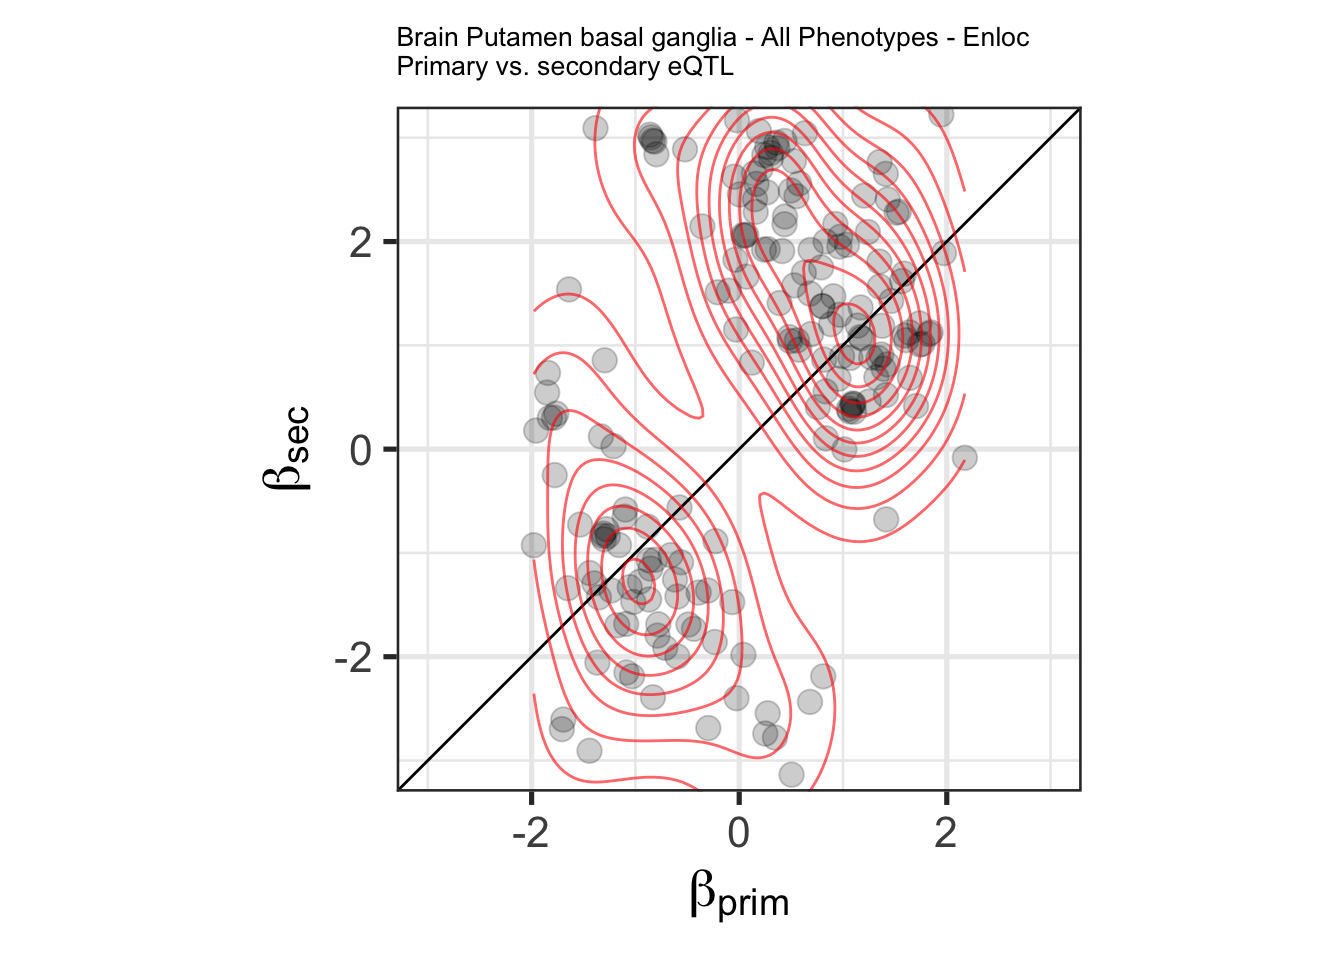 Brain Putamen basal ganglia - All Phenotypes - Enloc
Primary vs. secondary eQTL
βsec
2
0
-2
-2 0 2
βprim